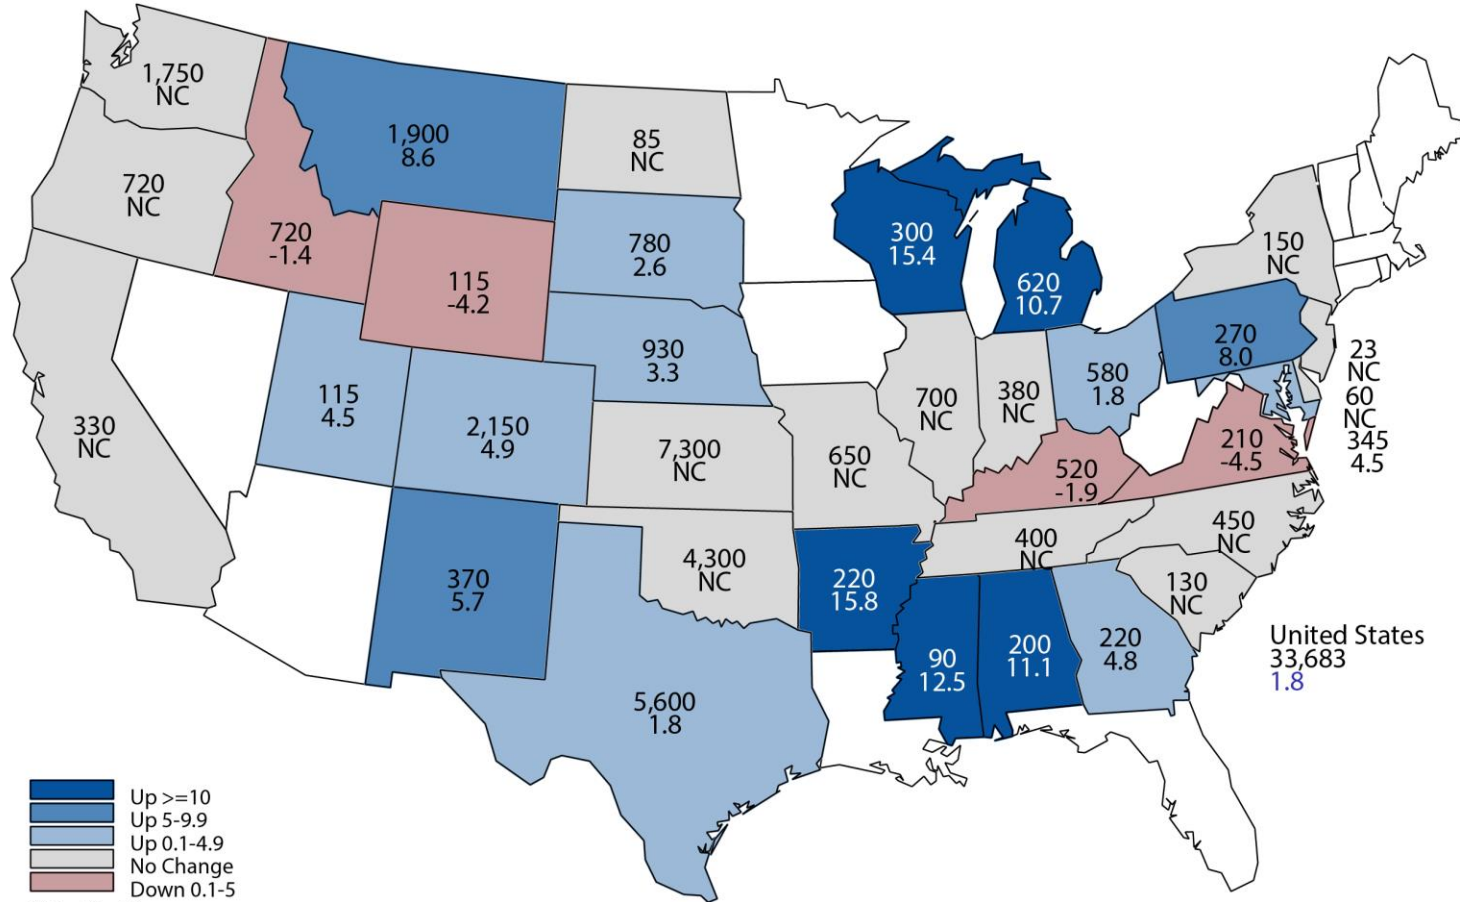 1,750
NC
1,900
8.6
85
NC
720
NC
720
-1.4
115
-4.2
780
2.6
300
15.4
620
10.7
150
NC
330
NC
115
4.5
2,150
4.9
930
3.3
7,300
NC
650
NC
700
NC
380
NC
580
1.8
270
8.0
23
NC
60
NC
345
4.5
520
-1.9
210
-4.5
370
5.7
4,300
NC
220
15.8
400
NC
450
NC
130
NC
5,600
1.8
90
12.5
200
11.1
220
4.8
United States
33,683
1.8
Up >=10
Up 5-9.9
Up 0.1-4.9
No Change
Down 0.1-5